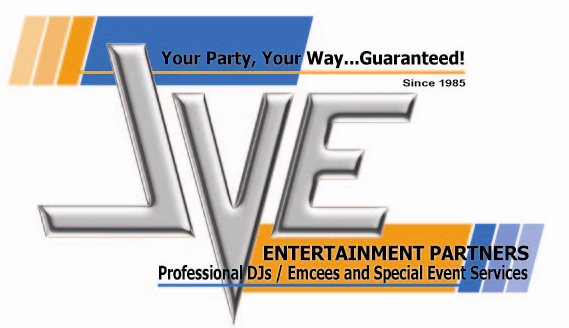 Your Party, Your Way...Guaranteed!
Since 1985
JVE
ENTERTAINMENT PARTNERS
Professional DJs / Emcees and Special Event Services